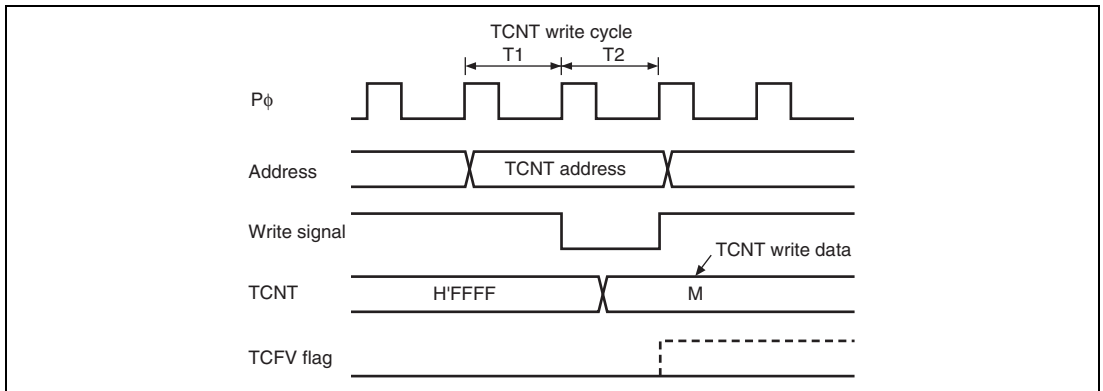 TCNT write cycle
T1 T2
Pϕ
Address TCNT address
Write signal
TCNT write data
TCNT H'FFFF M
TCFV flag